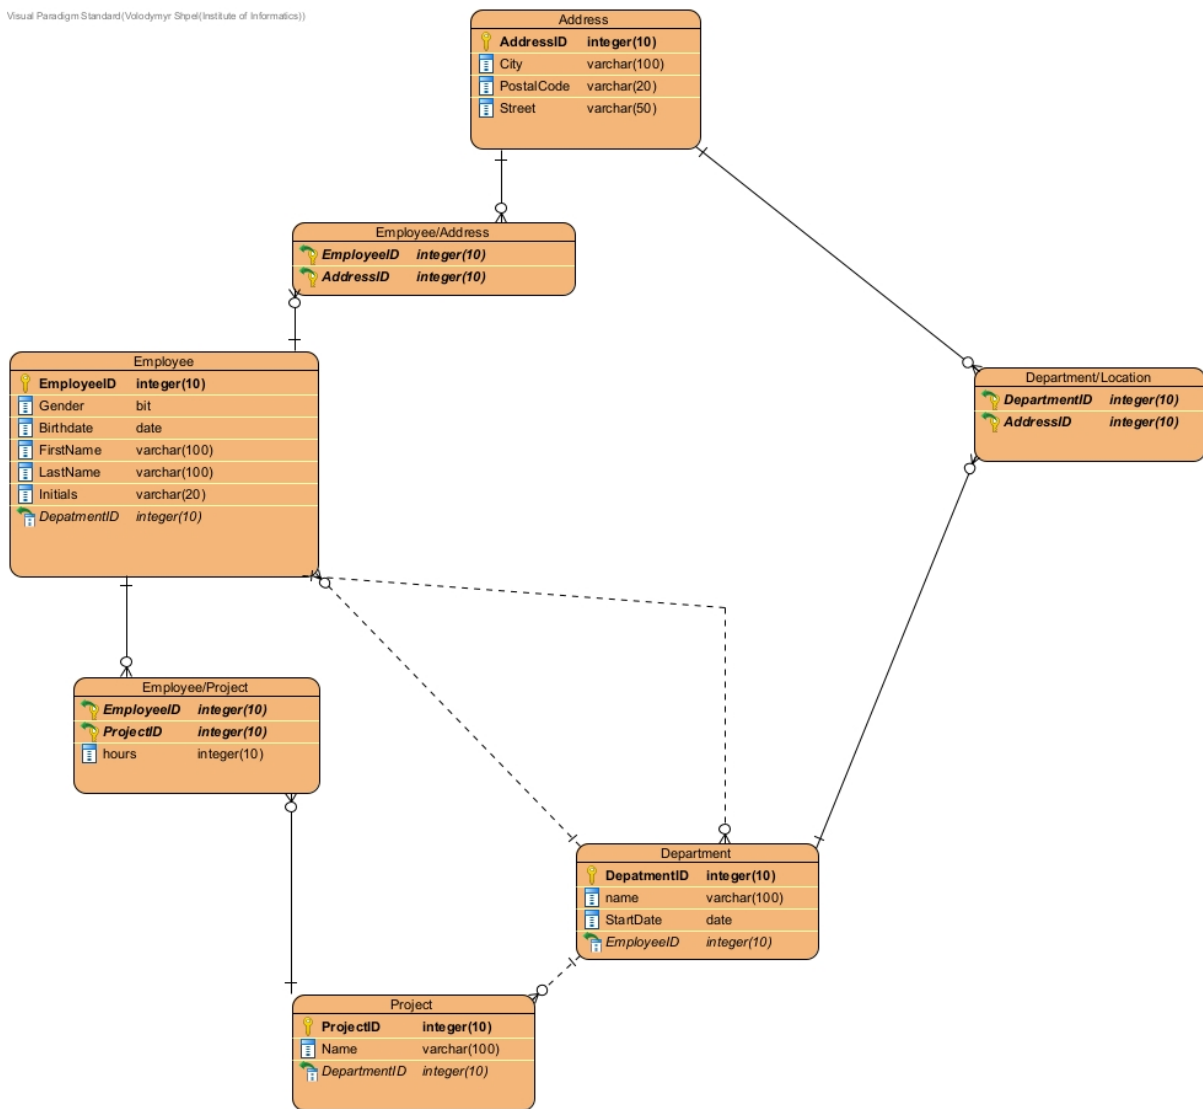 Visual Paradigm Standard(Volodymyr Shpel(Institute of Informatics))
Address
AddressID integer(10)
City varchar(100)
PostalCode varchar(20)
Street varchar(50)
Employee/Address
EmployeeID integer(10)
AddressID integer(10)
Employee
EmployeeID integer(10)
Gender bit
Birthdate date
FirstName varchar(100)
LastName varchar(100)
Initials varchar(20)
DepatmentID integer(10)
Department/Location
DepartmentID integer(10)
AddressID integer(10)
Employee/Project
EmployeeID integer(10)
ProjectID integer(10)
hours integer(10)
Department
DepatmentID integer(10)
name varchar(100)
StartDate date
EmployeeID integer(10)
Project
ProjectID integer(10)
Name varchar(100)
DepartmentID integer(10)